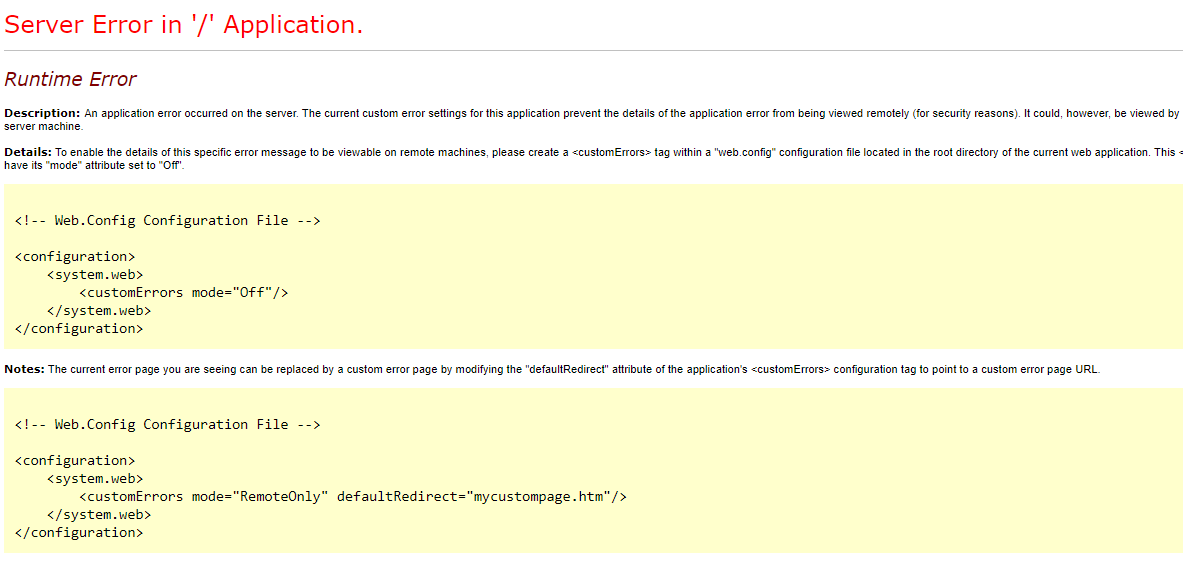 Server Error in '/' Application.
Runtime Error
Description: An application error occurred on the server. The current custom error settings for this application prevent the details of the application error from being viewed remotely (for security reasons). It could, however, be viewed by
server machine.
Details: To enable the details of this specific error message to be viewable on remote machines, please create a <customErrors> tag within a "web.config" configuration file located in the root directory of the current web application. This <
have its "mode" attribute set to "Off".
<!-- Web.Config Configuration File -->
<configuration>
    <system.web>
        <customErrors mode="Off"/>
    </system.web>
</configuration>
Notes: The current error page you are seeing can be replaced by a custom error page by modifying the "defaultRedirect" attribute of the application's <customErrors> configuration tag to point to a custom error page URL.
<!-- Web.Config Configuration File -->
<configuration>
    <system.web>
        <customErrors mode="RemoteOnly" defaultRedirect="mycustompage.htm"/>
    </system.web>
</configuration>